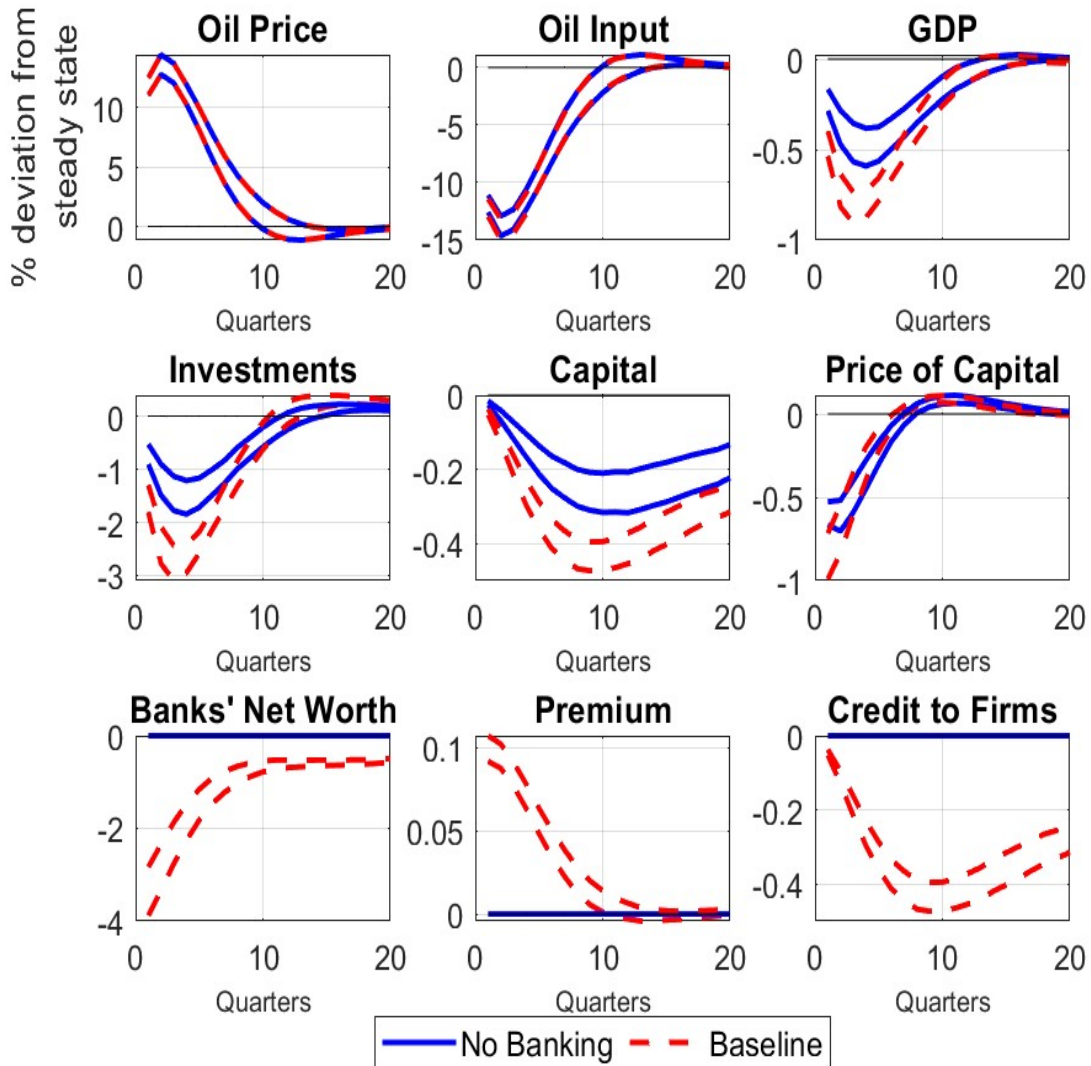 % deviation from
steady state
Oil Price
10
5
0
0 10 20
Quarters
Oil Input
0
-5
-10
-15
0 10 20
Quarters
GDP
0
-0.5
-1
0 10 20
Quarters
Investments
0
-1
-2
-3
0 10 20
Quarters
Capital
0
-0.2
-0.4
0 10 20
Quarters
Price of Capital
0
-0.5
-1
0 10 20
Quarters
Banks' Net Worth
0
-2
-4
0 10 20
Quarters
Premium
0.1
0.05
0
0 10 20
Quarters
Credit to Firms
0
-0.2
-0.4
0 10 20
Quarters
No Banking Baseline